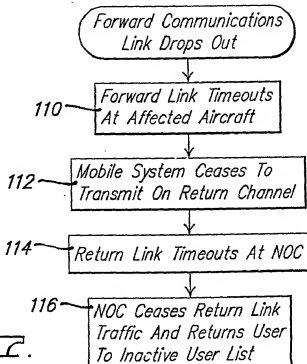 Forward Communications
Link Drops Out
110
Forward Link Timeouts
At Affected Aircraft
112
Mobile System Ceases To
Transmit On Return Channel
114
Return Link Timeouts At NOC
116
NOC Ceases Return Link
Traffic And Returns User
To Inactive User List